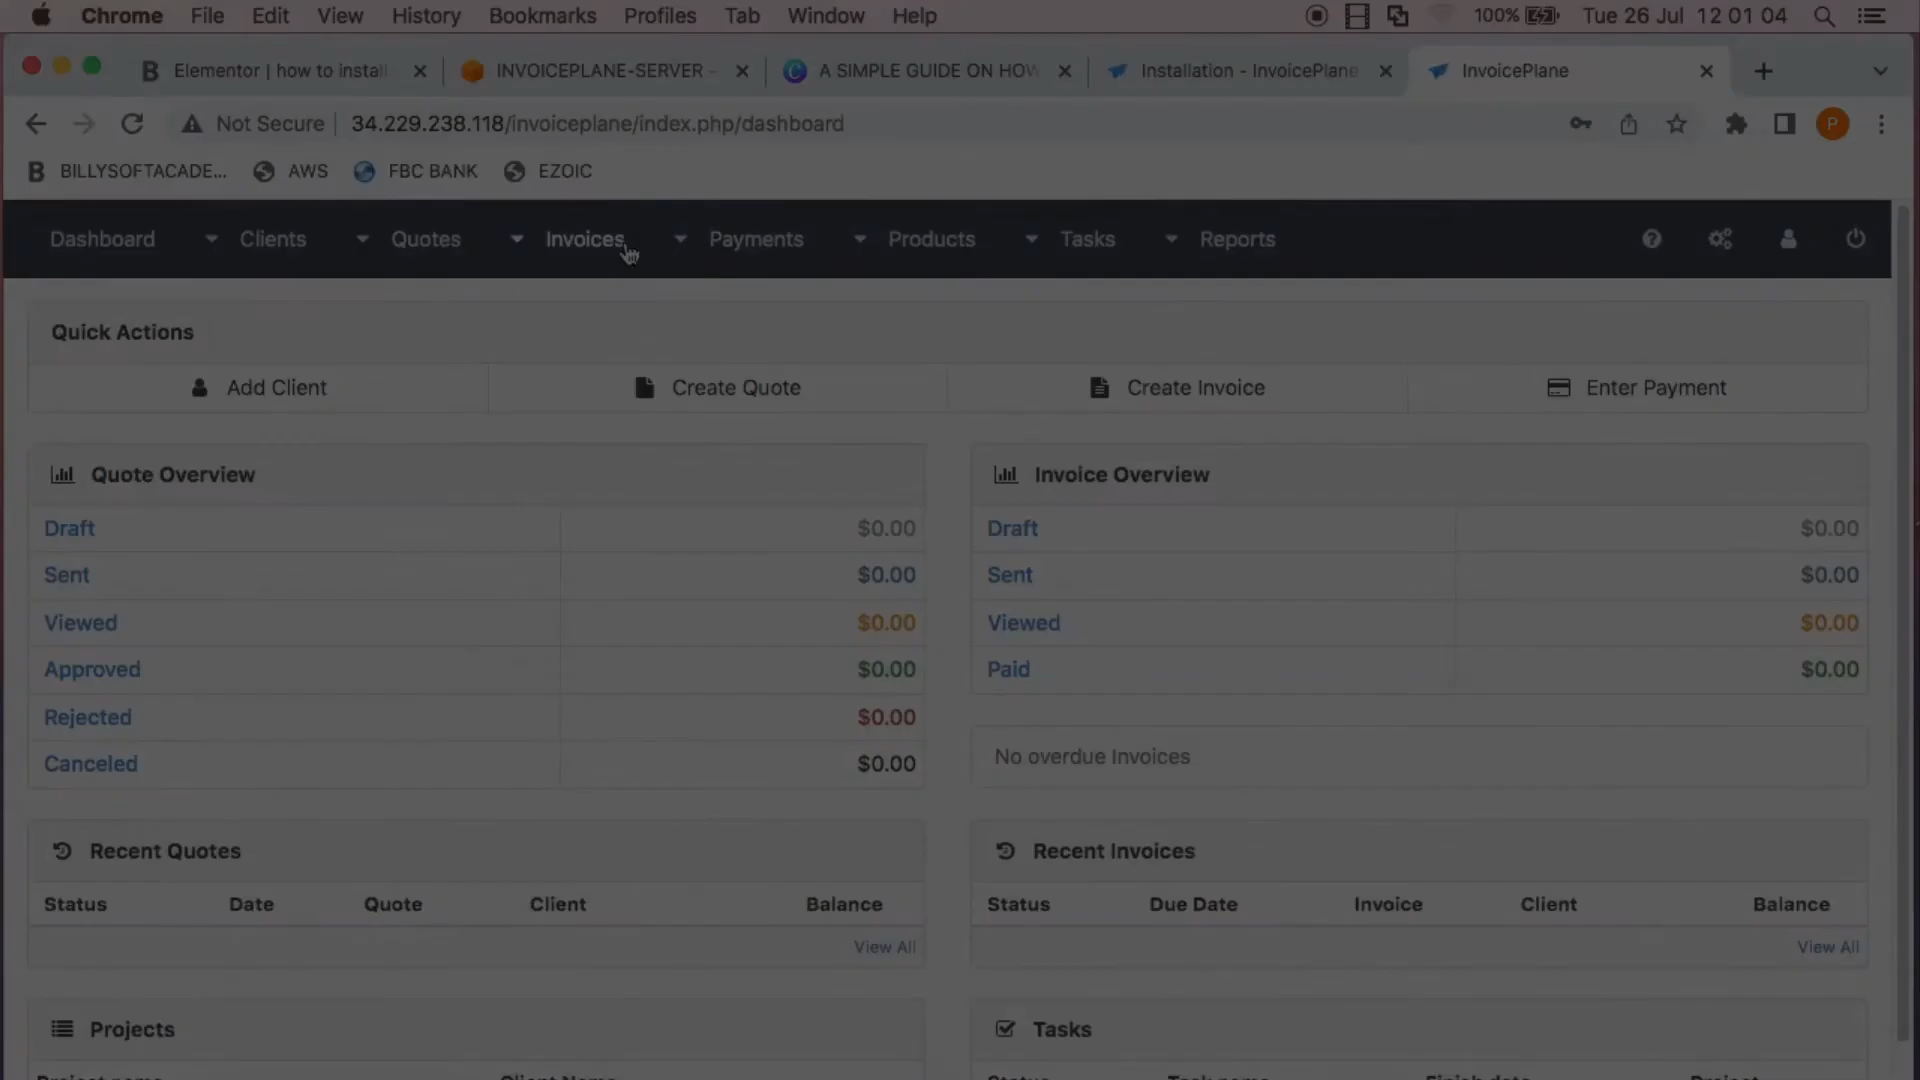 Chrome File Edit View History Bookmarks Profiles Tab Window Help 100% Tue 26 Jul 12 01 04
Elementor | how to install INVOICEPLANE-SERVER - A SIMPLE GUIDE ON HOW Installation - InvoicePlane InvoicePlane
Not Secure 34.229.238.118/invoiceplane/index.php/dashboard P
BILLYSOFTACADE... AWS FBC BANK EZOIC
Dashboard Clients Quotes Invoices Payments Products Tasks Reports
Quick Actions
Add Client Create Quote Create Invoice Enter Payment
Quote Overview
Draft $0.00
Sent $0.00
Viewed $0.00
Approved $0.00
Rejected $0.00
Canceled $0.00
Invoice Overview
Draft $0.00
Sent $0.00
Viewed $0.00
Paid $0.00
No overdue Invoices
Recent Quotes
Status Date Quote Client Balance
View All
Recent Invoices
Status Due Date Invoice Client Balance
View All
Projects
Project name Client Name
Tasks
Status Task name Finish date Project